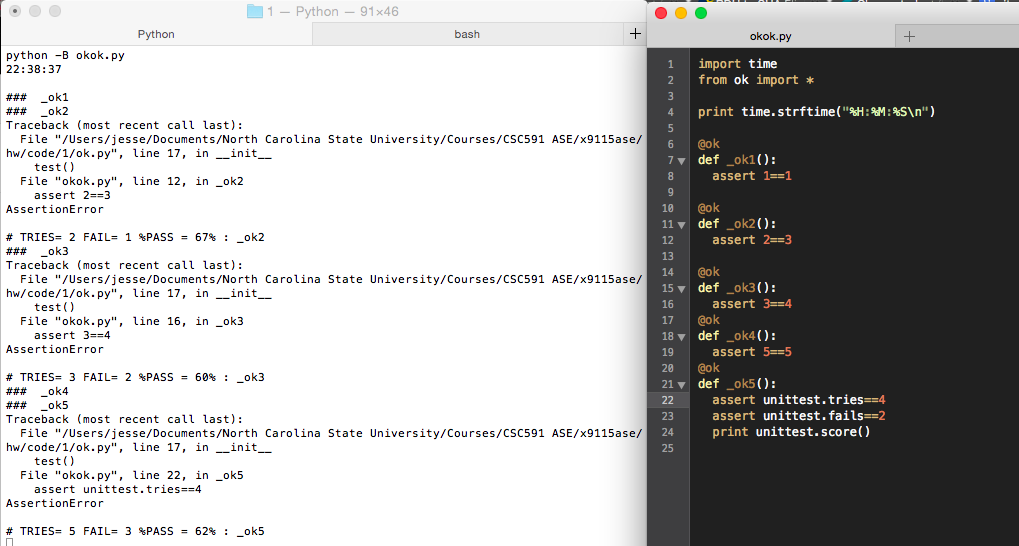 1 — Python — 91×46
Python
bash
+
python -B okok.py
22:38:37
### _ok1
### _ok2
Traceback (most recent call last):
File "/Users/jesse/Documents/North Carolina State University/Courses/CSC591 ASE/x9115ase/
hw/code/1/ok.py", line 17, in __init__
test()
File "okok.py", line 12, in _ok2
assert 2==3
AssertionError
# TRIES= 2 FAIL= 1 %PASS = 67% : _ok2
### _ok3
Traceback (most recent call last):
File "/Users/jesse/Documents/North Carolina State University/Courses/CSC591 ASE/x9115ase/
hw/code/1/ok.py", line 17, in __init__
test()
File "okok.py", line 16, in _ok3
assert 3==4
AssertionError
# TRIES= 3 FAIL= 2 %PASS = 60% : _ok3
### _ok4
### _ok5
Traceback (most recent call last):
File "/Users/jesse/Documents/North Carolina State University/Courses/CSC591 ASE/x9115ase/
hw/code/1/ok.py", line 17, in __init__
test()
File "okok.py", line 22, in _ok5
assert unittest.tries==4
AssertionError
# TRIES= 5 FAIL= 3 %PASS = 62% : _ok5
okok.py
+
1 import time
2 from ok import *
3
4 print time.strftime("%H:%M:%S\n")
5
6 @ok
7 def _ok1():
8 assert 1==1
9
10 @ok
11 def _ok2():
12 assert 2==3
13
14 @ok
15 def _ok3():
16 assert 3==4
17 @ok
18 def _ok4():
19 assert 5==5
20 @ok
21 def _ok5():
22 assert unittest.tries==4
23 assert unittest.fails==2
24 print unittest.score()
25